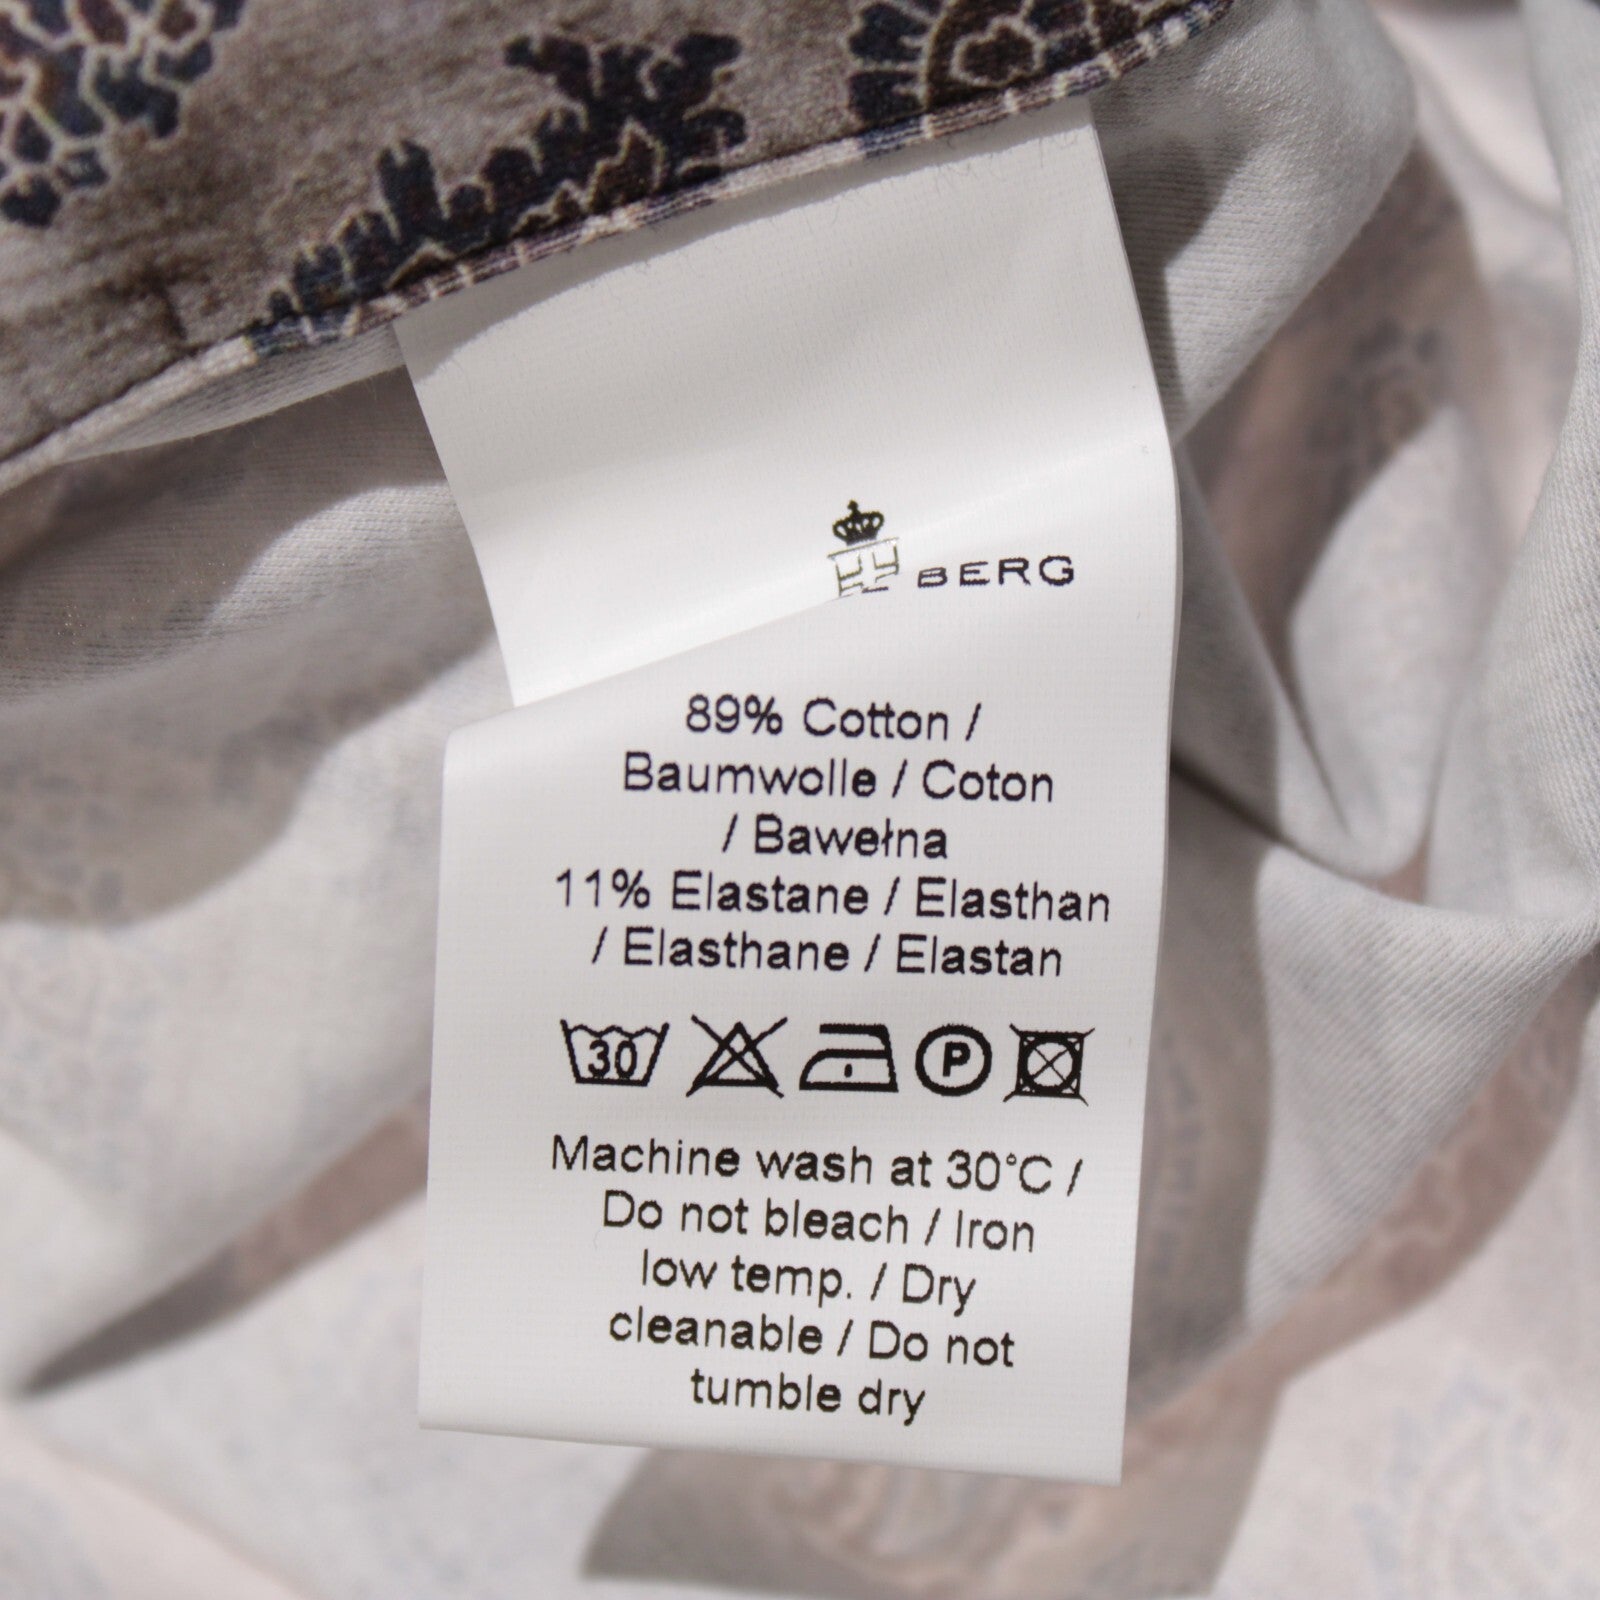 BERG
89% Cotton /
Baumwolle / Coton
/ Bawełna
11% Elastane / Elasthan
/ Elasthane / Elastan
30 P
Machine wash at 30°C /
Do not bleach / Iron
low temp. / Dry
cleanable / Do not
tumble dry